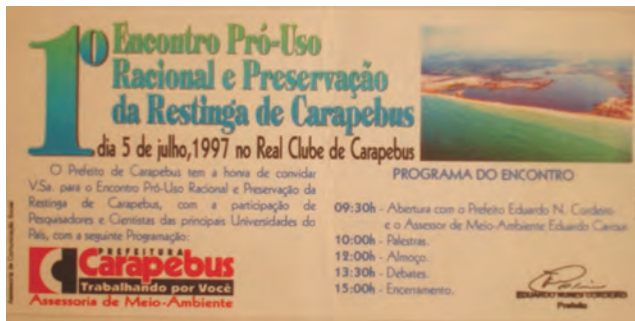 1º Encontro Pró-Uso
Racional e Preservação
da Restinga de Carapebus
dia 5 de julho,1997 no Real Clube de Carapebus
O Prefeito de Carapebus tem a honra de convidar
V.Sa. para o Encontro Pró-Uso Racional e Preservação da
Restinga de Carapebus, com a participação de
Pesquisadores e Cientistas das principais Universidades do
País, com a seguinte Programação:
PREFEITURA
Carapebus
Trabalhando por Você
Assessoria de Meio-Ambiente
Assessoria de Comunicação Social
PROGRAMA DO ENCONTRO
09:30h - Abertura com o Prefeito Eduardo N. Cordeiro
e o Assessor de Meio-Ambiente Eduardo
10:00h - Palestras.
12:00h - Almoço.
13:30h - Debates.
15:00h - Encerramento.
EDUARDO NUNES CORDEIRO
Prefeito